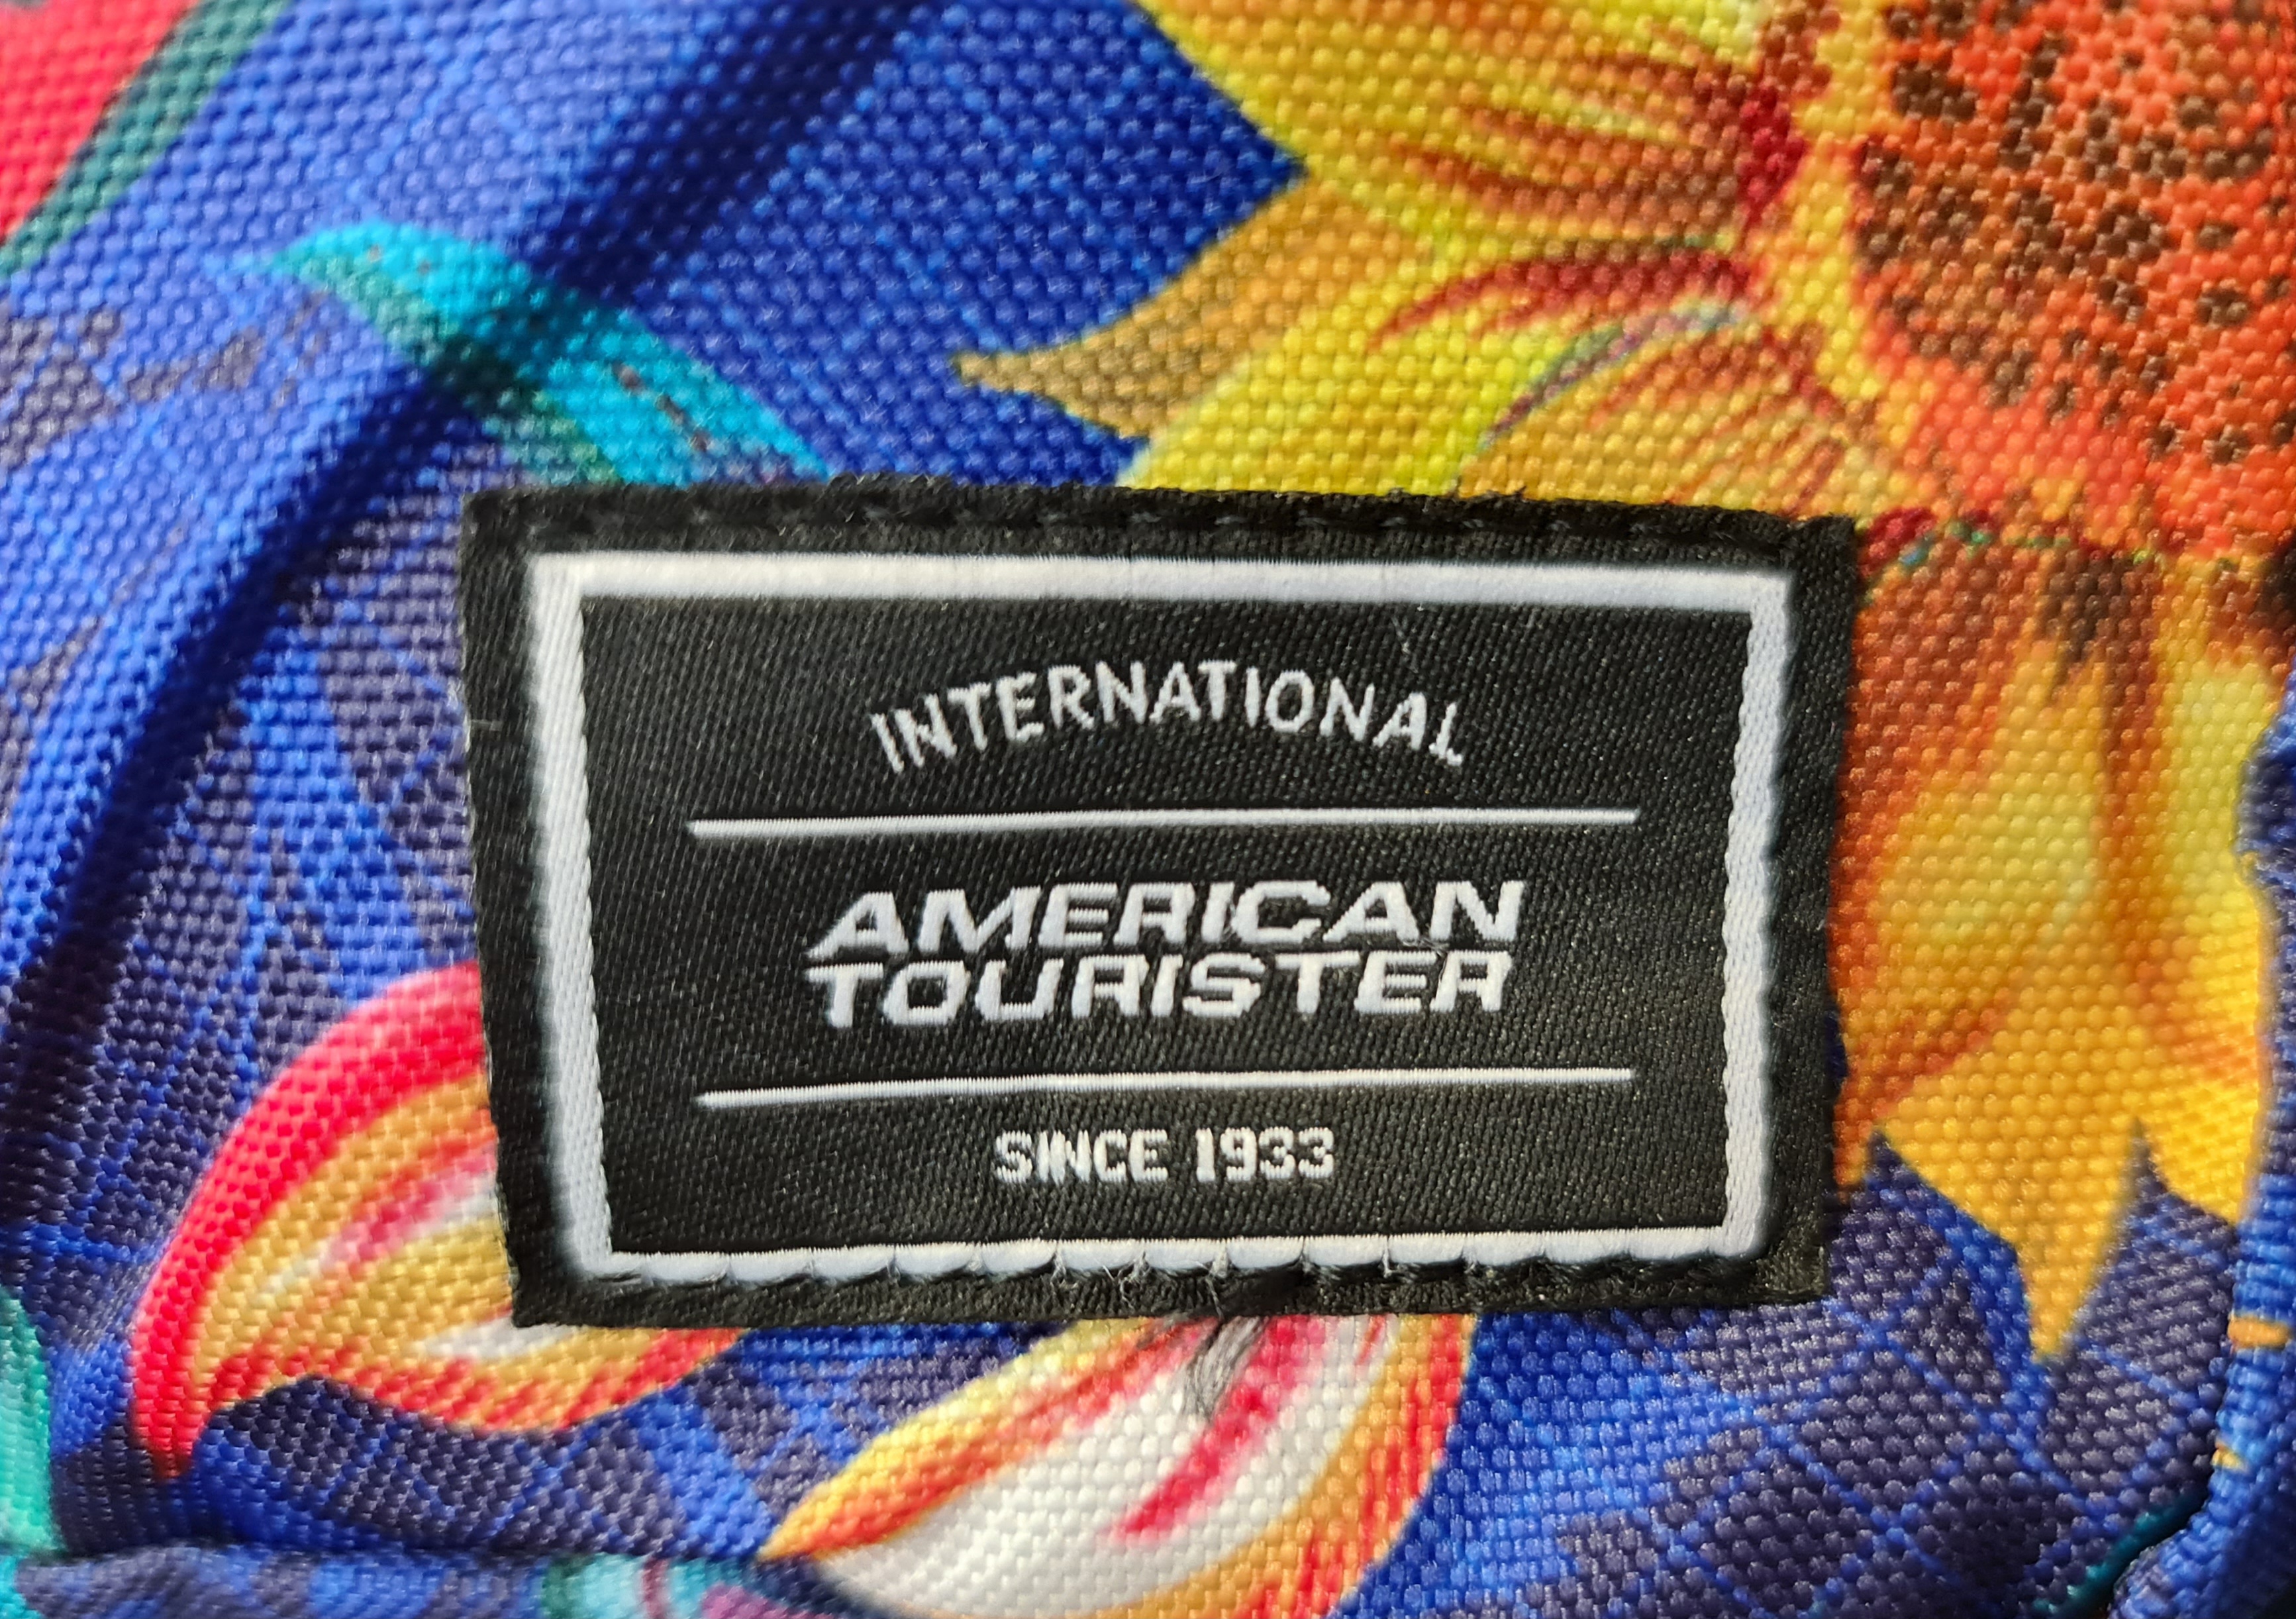 INTERNATIONAL
AMERICAN
TOURISTER
SINCE 1933